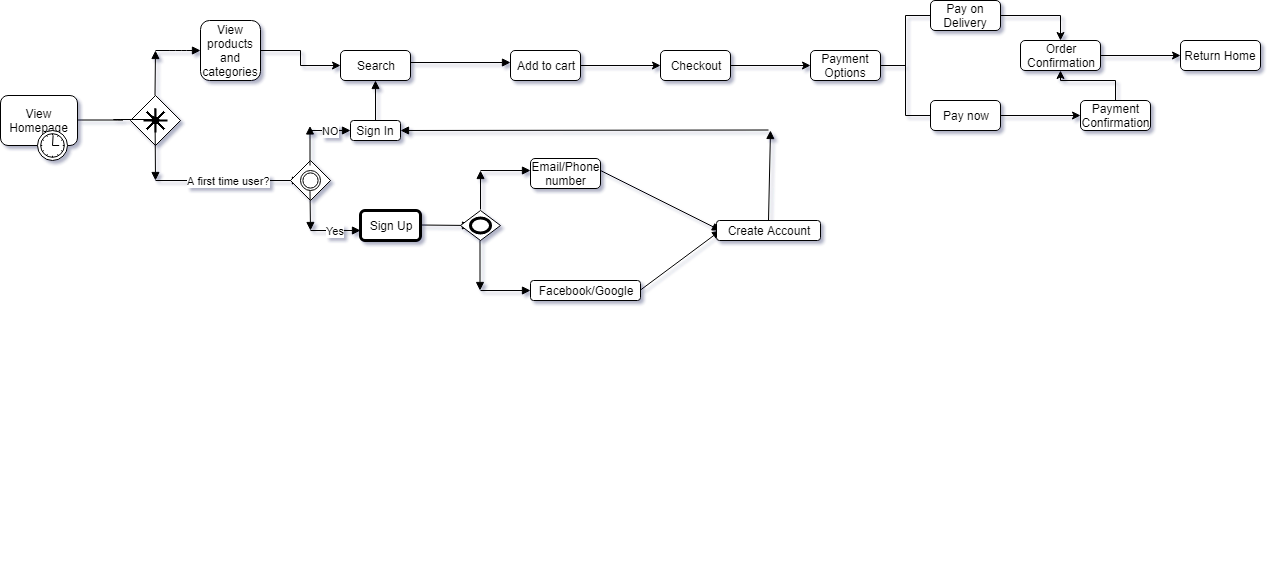 View
Homepage
View
products
and
categories
Search
Add to cart
Checkout
Payment
Options
Pay on
Delivery
Order
Confirmation
Return Home
Pay now
Payment
Confirmation
A first time user?
NO
Sign In
Yes
Sign Up
Email/Phone
number
Facebook/Google
Create Account